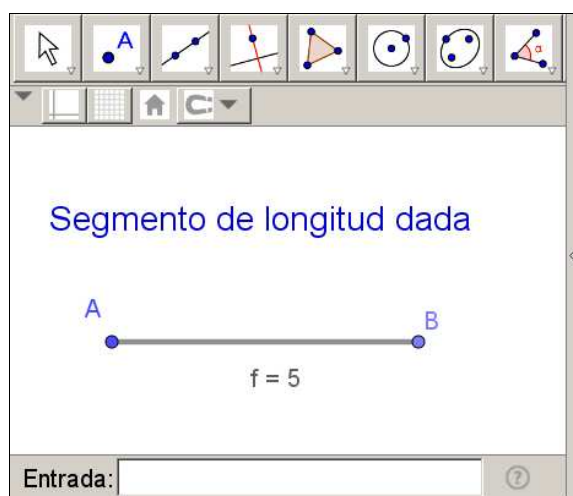 A
α
Segmento de longitud dada
A
B
f = 5
Entrada:
?